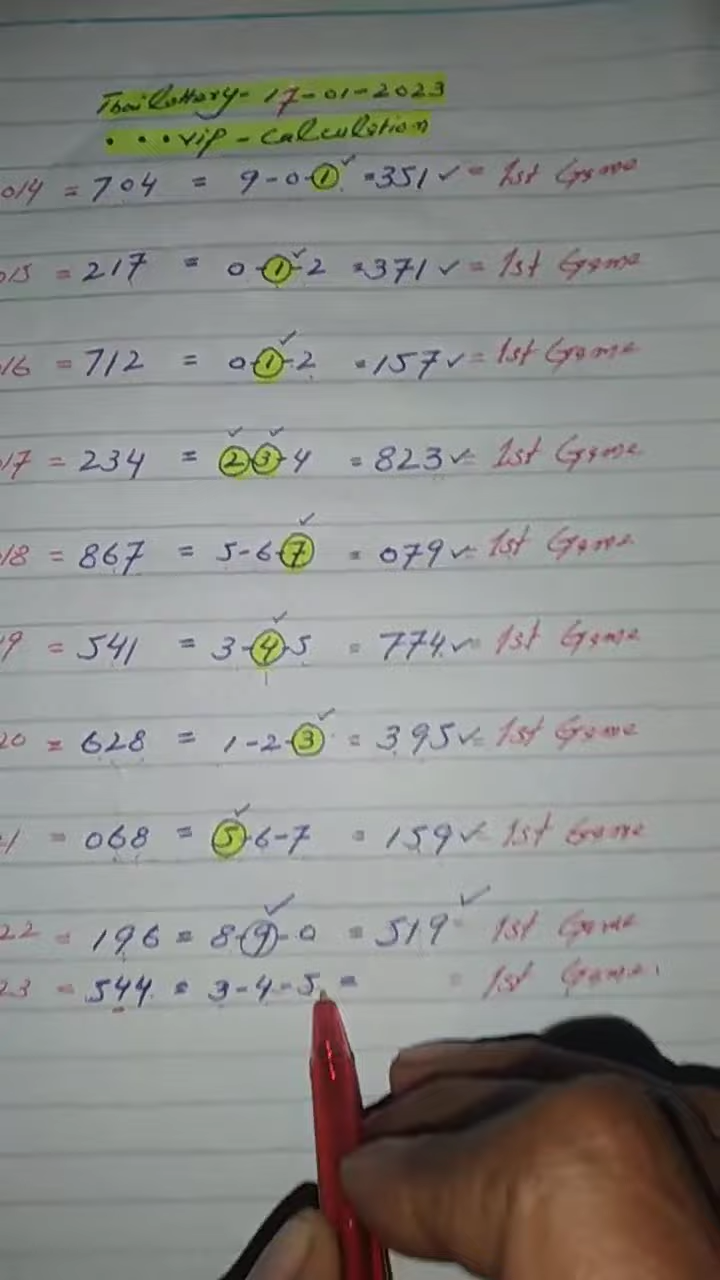 Thai Lottery - 17-01-2023
...vip - calculation
014 = 704 = 9-0-1 ✓ = 351 ✓ = 1st Game
015 = 217 = 0-1-2 ✓ = 371 ✓ = 1st Game
16 = 712 = 0-1-2 ✓ = 157 ✓ = 1st Game
17 = 234 = 2 3-4 ✓ ✓ = 823 ✓ = 1st Game
18 = 867 = 5-6-7 ✓ = 079 ✓ = 1st Game
9 = 541 = 3-4-5 ✓ = 774 ✓ = 1st Game
20 = 628 = 1-2-3 ✓ = 395 ✓ = 1st Game
1 = 068 = 5-6-7 ✓ = 159 ✓ = 1st Game
22 = 196 = 8-9-0 ✓ = 519 ✓ = 1st Game
23 = 544 = 3-4-5 = = 1st Game.